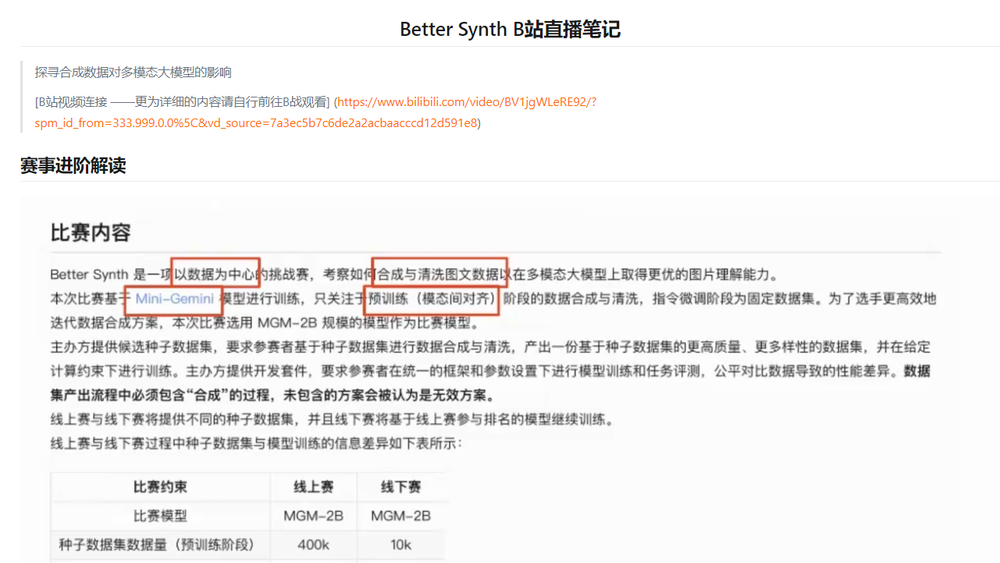 Better Synth B站直播笔记
探寻合成数据对多模态大模型的影响
[B站视频连接 ——更为详细的内容请自行前往B战观看] (https://www.bilibili.com/video/BV1jgWLeRE92/?
spm_id_from=333.999.0.0%5C&vd_source=7a3ec5b7c6de2a2acbaacccd12d591e8)
赛事进阶解读
比赛内容
Better Synth 是一项以数据为中心的挑战赛，考察如何合成与清洗图文数据以在多模态大模型上取得更优的图片理解能力。
本次比赛基于 Mini-Gemini 模型进行训练，只关注于预训练（模态间对齐）阶段的数据合成与清洗，指令微调阶段为固定数据集。为了选手更高效地
迭代数据合成方案，本次比赛选用 MGM-2B 规模的模型作为比赛模型。
主办方提供候选种子数据集，要求参赛者基于种子数据集进行数据合成与清洗，产出一份基于种子数据集的更高质量、更多样性的数据集，并在给定
计算约束下进行训练。主办方提供开发套件，要求参赛者在统一的框架和参数设置下进行模型训练和任务评测，公平对比数据导致的性能差异。数据
集产出流程中必须包含“合成”的过程，未包含的方案会被认为是无效方案。
线上赛与线下赛将提供不同的种子数据集，并且线下赛将基于线上赛参与排名的模型继续训练。
线上赛与线下赛过程中种子数据集与模型训练的信息差异如下表所示：
比赛约束 线上赛 线下赛
比赛模型 MGM-2B MGM-2B
种子数据集数据量（预训练阶段） 400k 10k